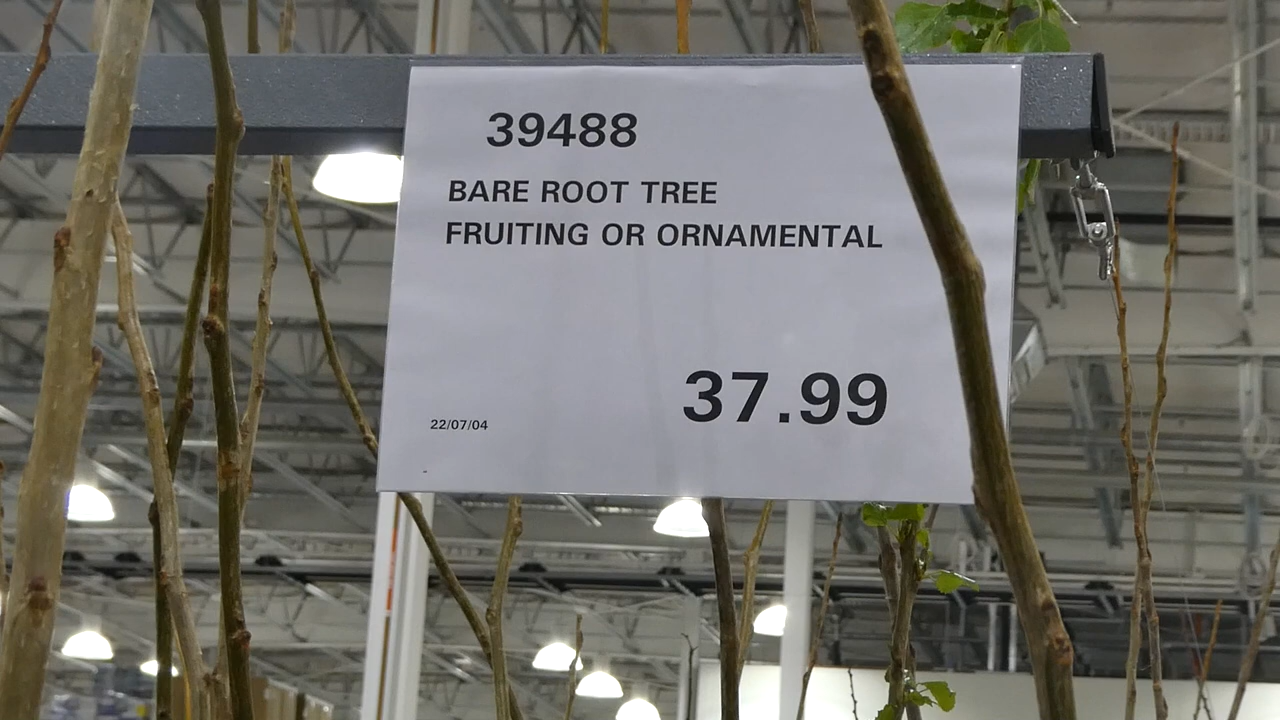 39488
BARE ROOT TREE
FRUITING OR ORNAMENTAL
37.99
22/07/04